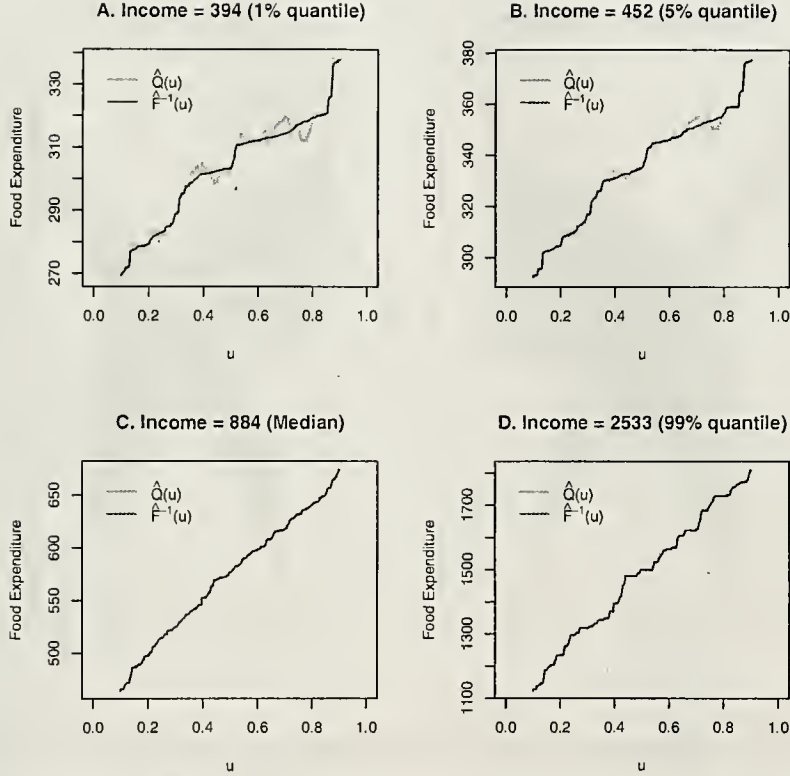 A. Income = 394 (1% quantile)
Food Expenditure
330
310
290
270
Q̂(u)
F̂⁻¹(u)
0.0 0.2 0.4 0.6 0.8 1.0
u
B. Income = 452 (5% quantile)
Food Expenditure
380
360
340
320
300
Q̂(u)
F̂⁻¹(u)
0.0 0.2 0.4 0.6 0.8 1.0
u
C. Income = 884 (Median)
Food Expenditure
650
600
550
500
Q̂(u)
F̂⁻¹(u)
0.0 0.2 0.4 0.6 0.8 1.0
u
D. Income = 2533 (99% quantile)
Food Expenditure
1700
1500
1300
1100
Q̂(u)
F̂⁻¹(u)
0.0 0.2 0.4 0.6 0.8 1.0
u